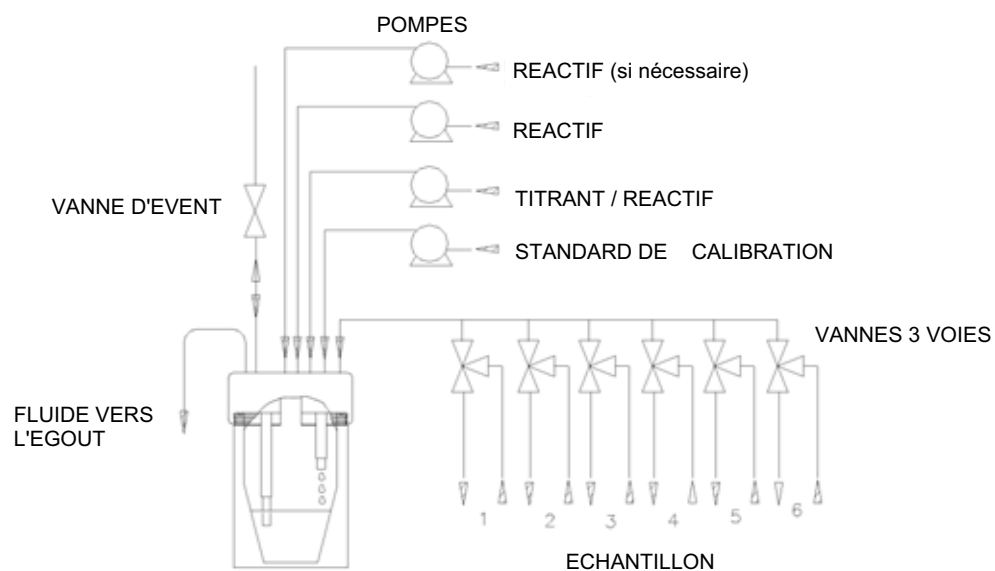 POMPES
REACTIF (si nécessaire)
REACTIF
TITRANT / REACTIF
VANNE D'EVENT
STANDARD DE CALIBRATION
VANNES 3 VOIES
FLUIDE VERS
L'EGOUT
1 2 3 4 5 6
ECHANTILLON